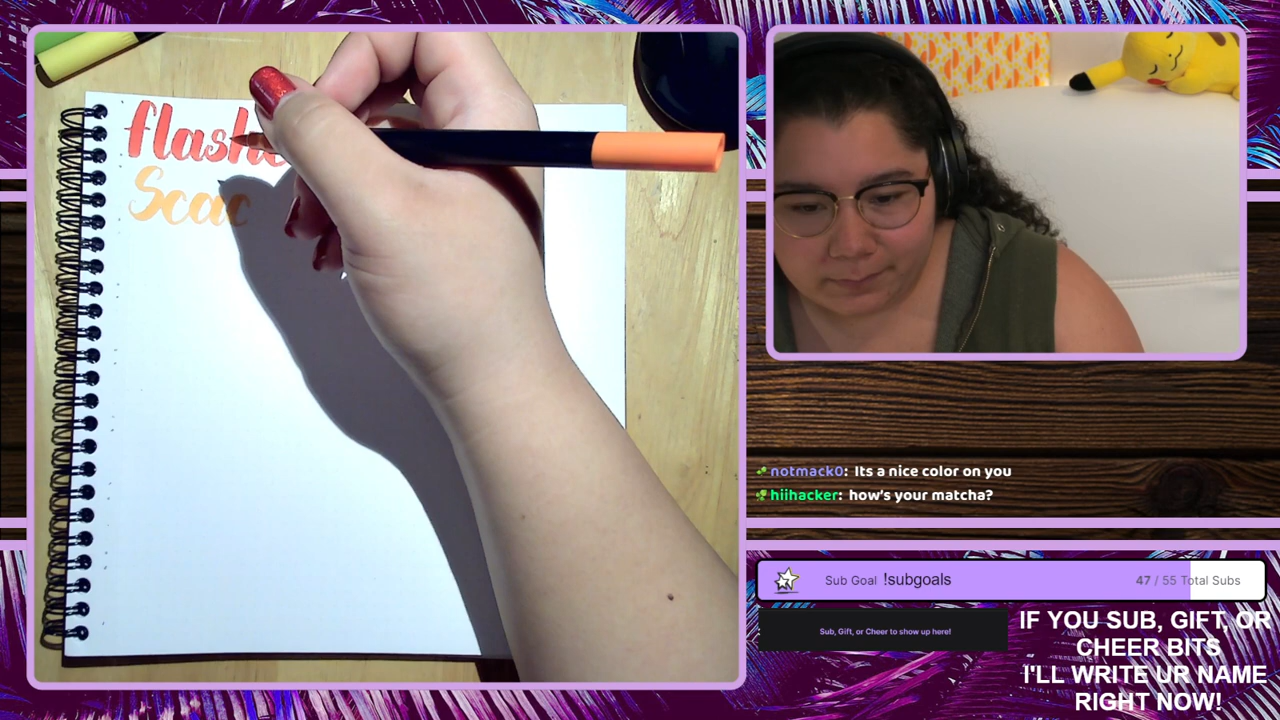 flashe
Scac
notmack0: Its a nice color on you
hiihacker: how's your matcha?
Sub Goal !subgoals 47 / 55 Total Subs
Sub, Gift, or Cheer to show up here!
IF YOU SUB, GIFT, OR
CHEER BITS
I'LL WRITE UR NAME
RIGHT NOW!